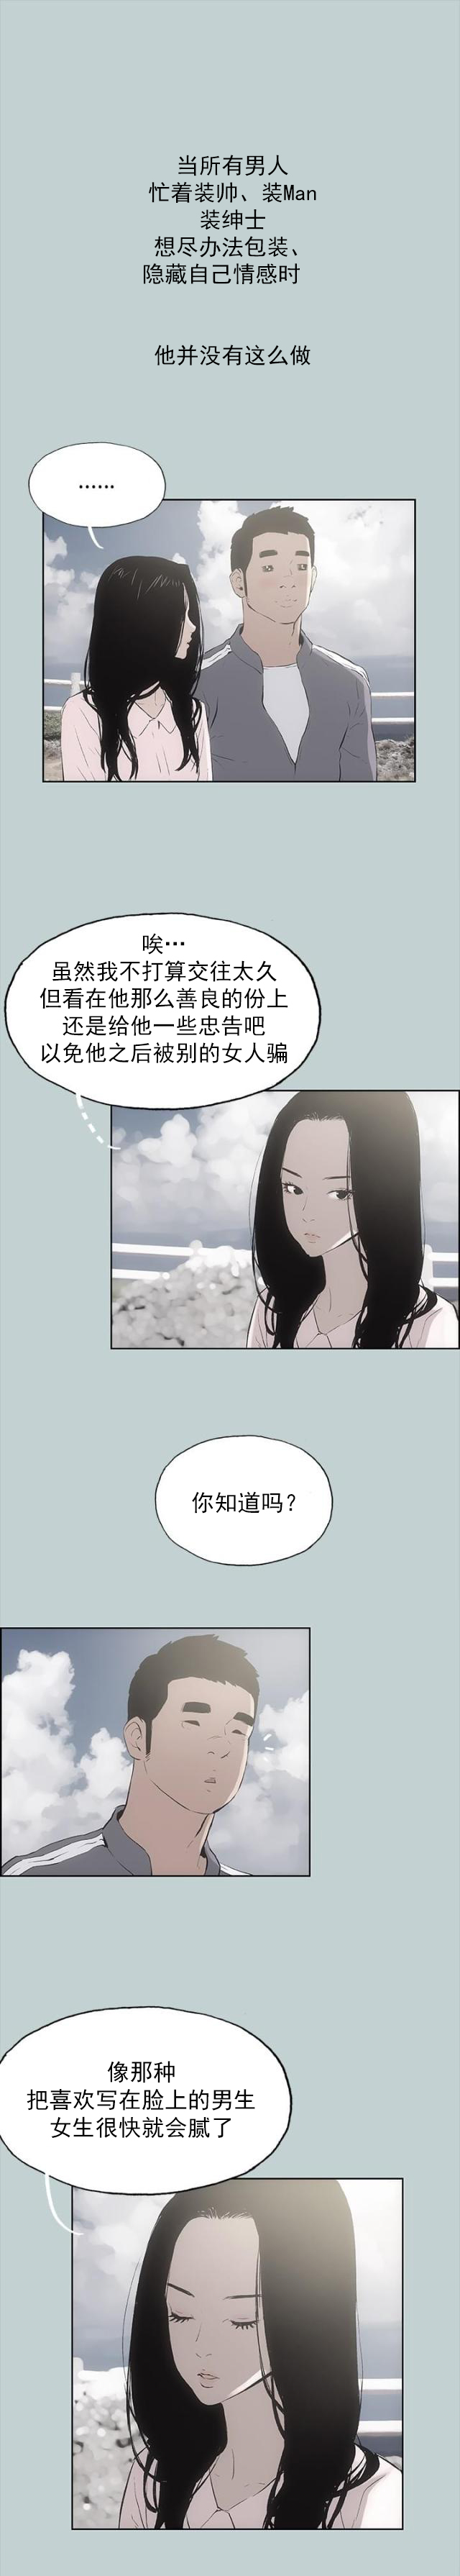 当所有男人
忙着装帅、装Man
装绅士
想尽办法包装、
隐藏自己情感时
他并没有这么做
……
唉…
虽然我不打算交往太久
但看在他那么善良的份上
还是给他一些忠告吧
以免他之后被别的女人骗
你知道吗？
像那种
把喜欢写在脸上的男生
女生很快就会腻了